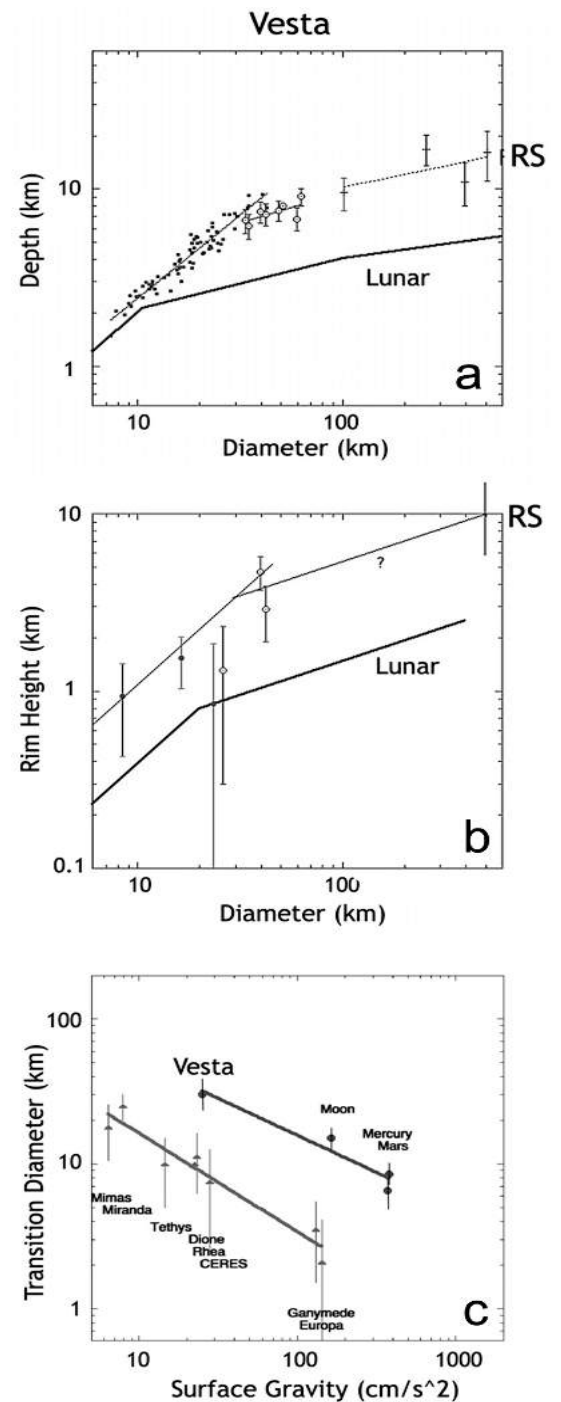 Vesta
Depth (km)
10
1
RS
Lunar
a
10
100
Diameter (km)
Rim Height (km)
10
1
0.1
RS
?
Lunar
b
10
100
Diameter (km)
Transition Diameter (km)
100
10
1
Vesta
Moon
Mercury
Mars
Mimas
Miranda
Tethys
Dione
Rhea
CERES
Ganymede
Europa
c
10
100
1000
Surface Gravity (cm/s^2)